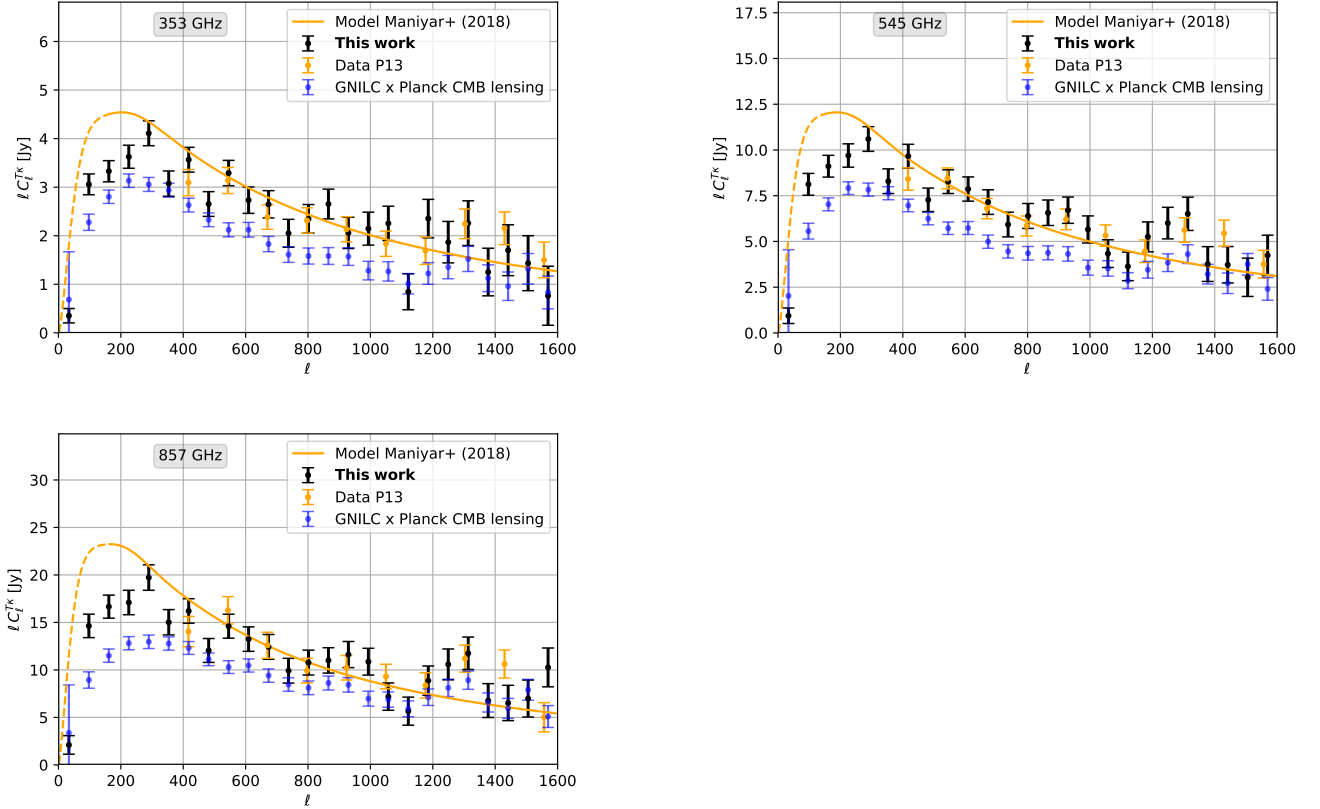 353 GHz
Model Maniyar+ (2018)
This work
Data P13
GNILC x Planck CMB lensing
6
5
4
3
2
1
0
ℓ C_ℓ^{Tκ} [Jy]
0 200 400 600 800 1000 1200 1400 1600
ℓ
545 GHz
Model Maniyar+ (2018)
This work
Data P13
GNILC x Planck CMB lensing
17.5
15.0
12.5
10.0
7.5
5.0
2.5
0.0
ℓ C_ℓ^{Tκ} [Jy]
0 200 400 600 800 1000 1200 1400 1600
ℓ
857 GHz
Model Maniyar+ (2018)
This work
Data P13
GNILC x Planck CMB lensing
30
25
20
15
10
5
0
ℓ C_ℓ^{Tκ} [Jy]
0 200 400 600 800 1000 1200 1400 1600
ℓ